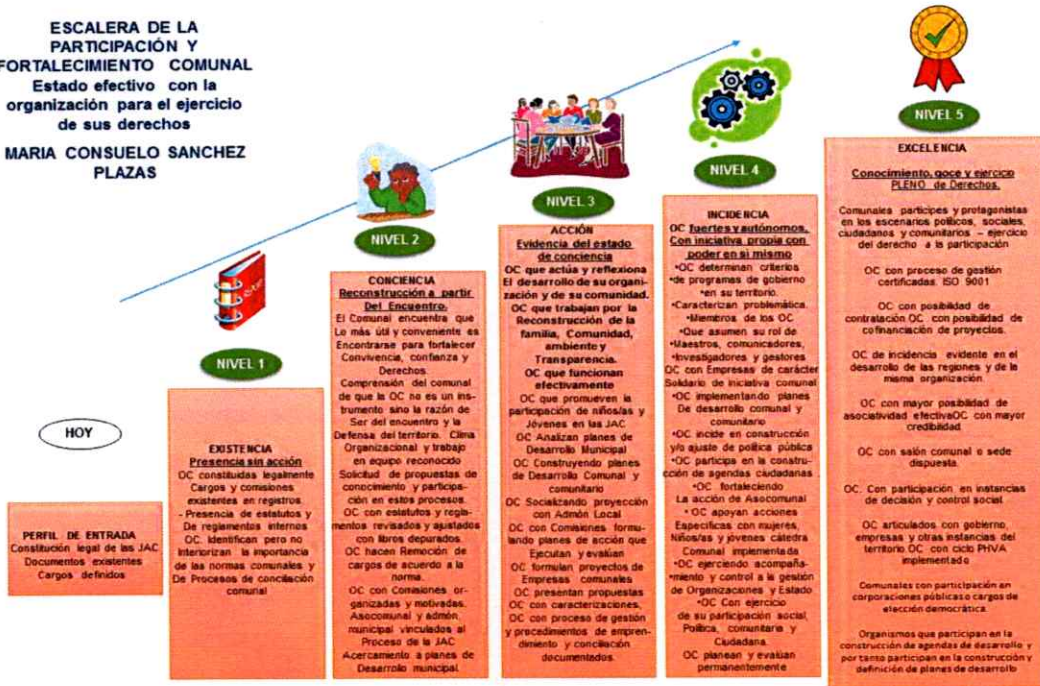 ESCALERA DE LA
PARTICIPACIÓN Y
FORTALECIMIENTO COMUNAL
Estado efectivo con la
organización para el ejercicio
de sus derechos
MARIA CONSUELO SANCHEZ
PLAZAS
HOY
PERFIL DE ENTRADA
Constitución legal de las JAC
Documentos existentes
Cargos definidos
NIVEL 1
EXISTENCIA
Presencia sin acción
OC constituidas legalmente
Cargos y comisiones
existentes en registros.
- Presencia de estatutos y
De reglamentos internos
OC. Identifican pero no
Interiorizan la importancia
de las normas comunales y
De Procesos de conciliación
comunal
NIVEL 2
CONCIENCIA
Reconstrucción a partir
Del Encuentro.
El Comunal encuentra que
Lo más útil y conveniente es
Encontrarse para fortalecer
Convivencia, confianza y
Derechos.
Comprensión del comunal
de que la OC no es un ins-
trumento sino la razón de
Ser del encuentro y la
Defensa del territorio. Clima
Organizacional y trabajo
en equipo reconocido
Solicitud de propuestas de
conocimiento y participa-
ción en estos procesos.
OC con estatutos y regla-
mentos revisados y ajustados
con libros depurados.
OC hacen Remoción de
cargos de acuerdo a la
norma.
OC con Comisiones or-
ganizadas y motivadas.
Asocomunal y admón.
municipal vinculados al
Proceso de la JAC
Acercamiento a planes de
Desarrollo municipal
NIVEL 3
ACCIÓN
Evidencia del estado
de conciencia
OC que actúa y reflexiona
El desarrollo de su organi-
zación y de su comunidad.
OC que trabajan por la
Reconstrucción de la
familia, Comunidad,
ambiente y
Transparencia.
OC que funcionan
efectivamente
OC que promueven la
participación de niños/as y
Jóvenes en las JAC
OC Analizan planes de
Desarrollo Municipal
OC Construyendo planes
de Desarrollo Comunal y
comunitario
OC Socializando proyección
con Admón Local
OC con Comisiones formu-
lando planes de acción que
Ejecutan y evalúan
OC formulan proyectos de
Empresas comunales
OC presentan propuestas
OC con caracterizaciones,
OC con proceso de gestión
y procedimientos de empren-
dimiento y conciliación
documentados.
NIVEL 4
INCIDENCIA
OC fuertes y autónomos.
Con iniciativa propia con
poder en sí mismo
•OC determinan criterios
•de programas de gobierno
•en su territorio.
•Caracterizan problemática.
•Miembros de los OC
•Que asumen su rol de
•Maestros, comunicadores,
•Investigadores y gestores
OC con Empresas de carácter
Solidario de iniciativa comunal
•OC implementando planes
De desarrollo comunal y
comunitario
•OC incide en construcción
y/o ajuste de política pública
•OC participa en la construc-
ción de agendas ciudadanas
•OC fortaleciendo
La acción de Asocomunal
•OC apoyan acciones
Específicas con mujeres,
Niños/as y jóvenes cátedra
Comunal implementada
•OC ejerciendo acompaña-
•miento y control a la gestión
de Organizaciones y Estado
•OC Con ejercicio
de su participación social,
Política, comunitaria y
Ciudadana.
OC planean y evalúan
permanentemente
NIVEL 5
EXCELENCIA
Conocimiento, goce y ejercicio
PLENO de Derechos.
Comunales participes y protagonistas
en los escenarios políticos, sociales,
ciudadanos y comunitarios – ejercicio
del derecho a la participación
OC con proceso de gestión
certificadas. ISO 9001
OC con posibilidad de
contratación OC con posibilidad de
cofinanciación de proyectos.
OC de incidencia evidente en el
desarrollo de las regiones y de la
misma organización.
OC con mayor posibilidad de
asociatividad efectivaOC con mayor
credibilidad.
OC con salón comunal o sede
dispuesta.
OC. Con participación en instancias
de decisión y control social
OC articulados con gobierno,
empresas y otras instancias del
territorio.OC con ciclo PHVA
implementado
Comunales con participación en
corporaciones públicas o cargos de
elección democrática.
Organismos que participan en la
construcción de agendas de desarrollo y
por tanto participan en la construcción y
definición de planes de desarrollo